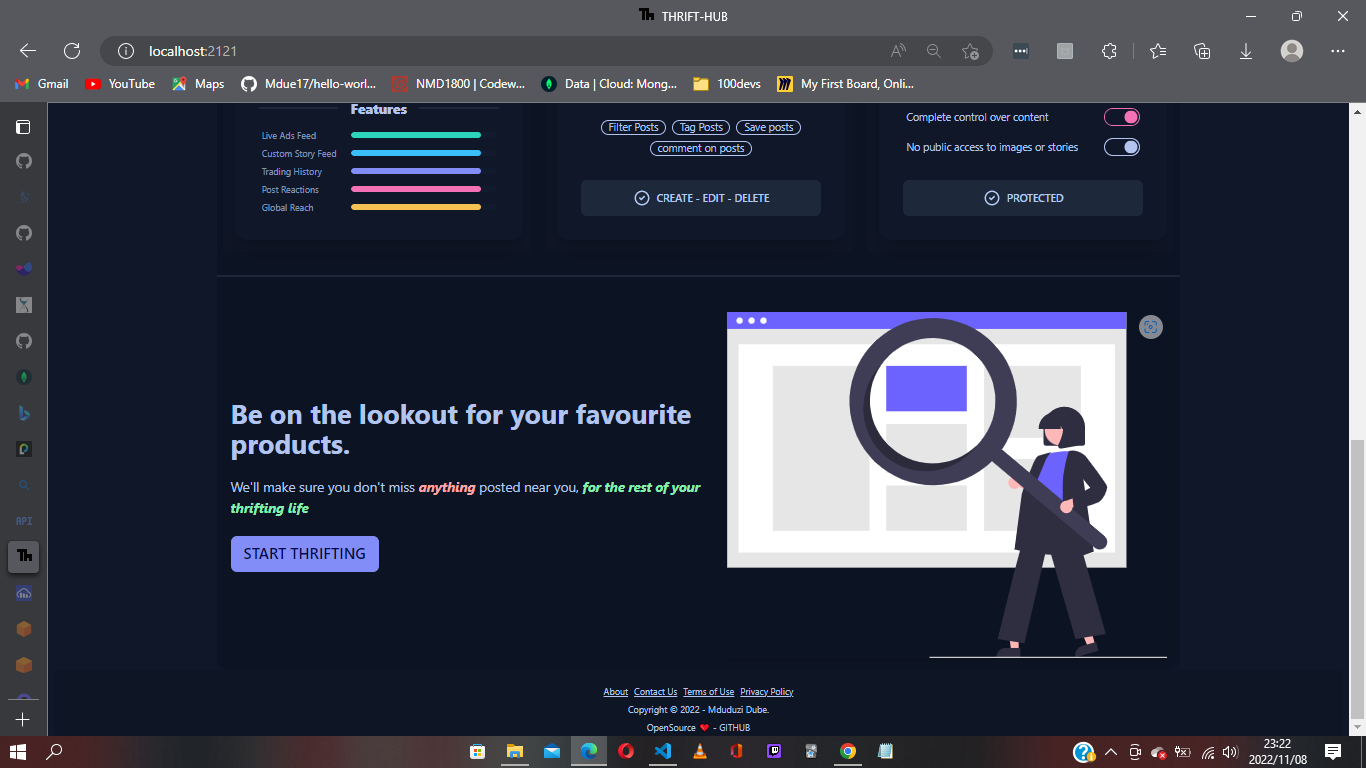 Th THRIFT-HUB
localhost:2121
Gmail YouTube Maps Mdue17/hello-worl... NMD1800 | Codew... Data | Cloud: Mong... 100devs My First Board, Onli...
Features
Live Ads Feed
Custom Story Feed
Trading History
Post Reactions
Global Reach
Filter Posts Tag Posts Save posts
comment on posts
CREATE - EDIT - DELETE
Complete control over content
No public access to images or stories
PROTECTED
Be on the lookout for your favourite
products.
We'll make sure you don't miss anything posted near you, for the rest of your
thrifting life
START THRIFTING
API
Th
About Contact Us Terms of Use Privacy Policy
Copyright © 2022 - Mduduzi Dube.
OpenSource ❤ - GITHUB
23:22
2022/11/08